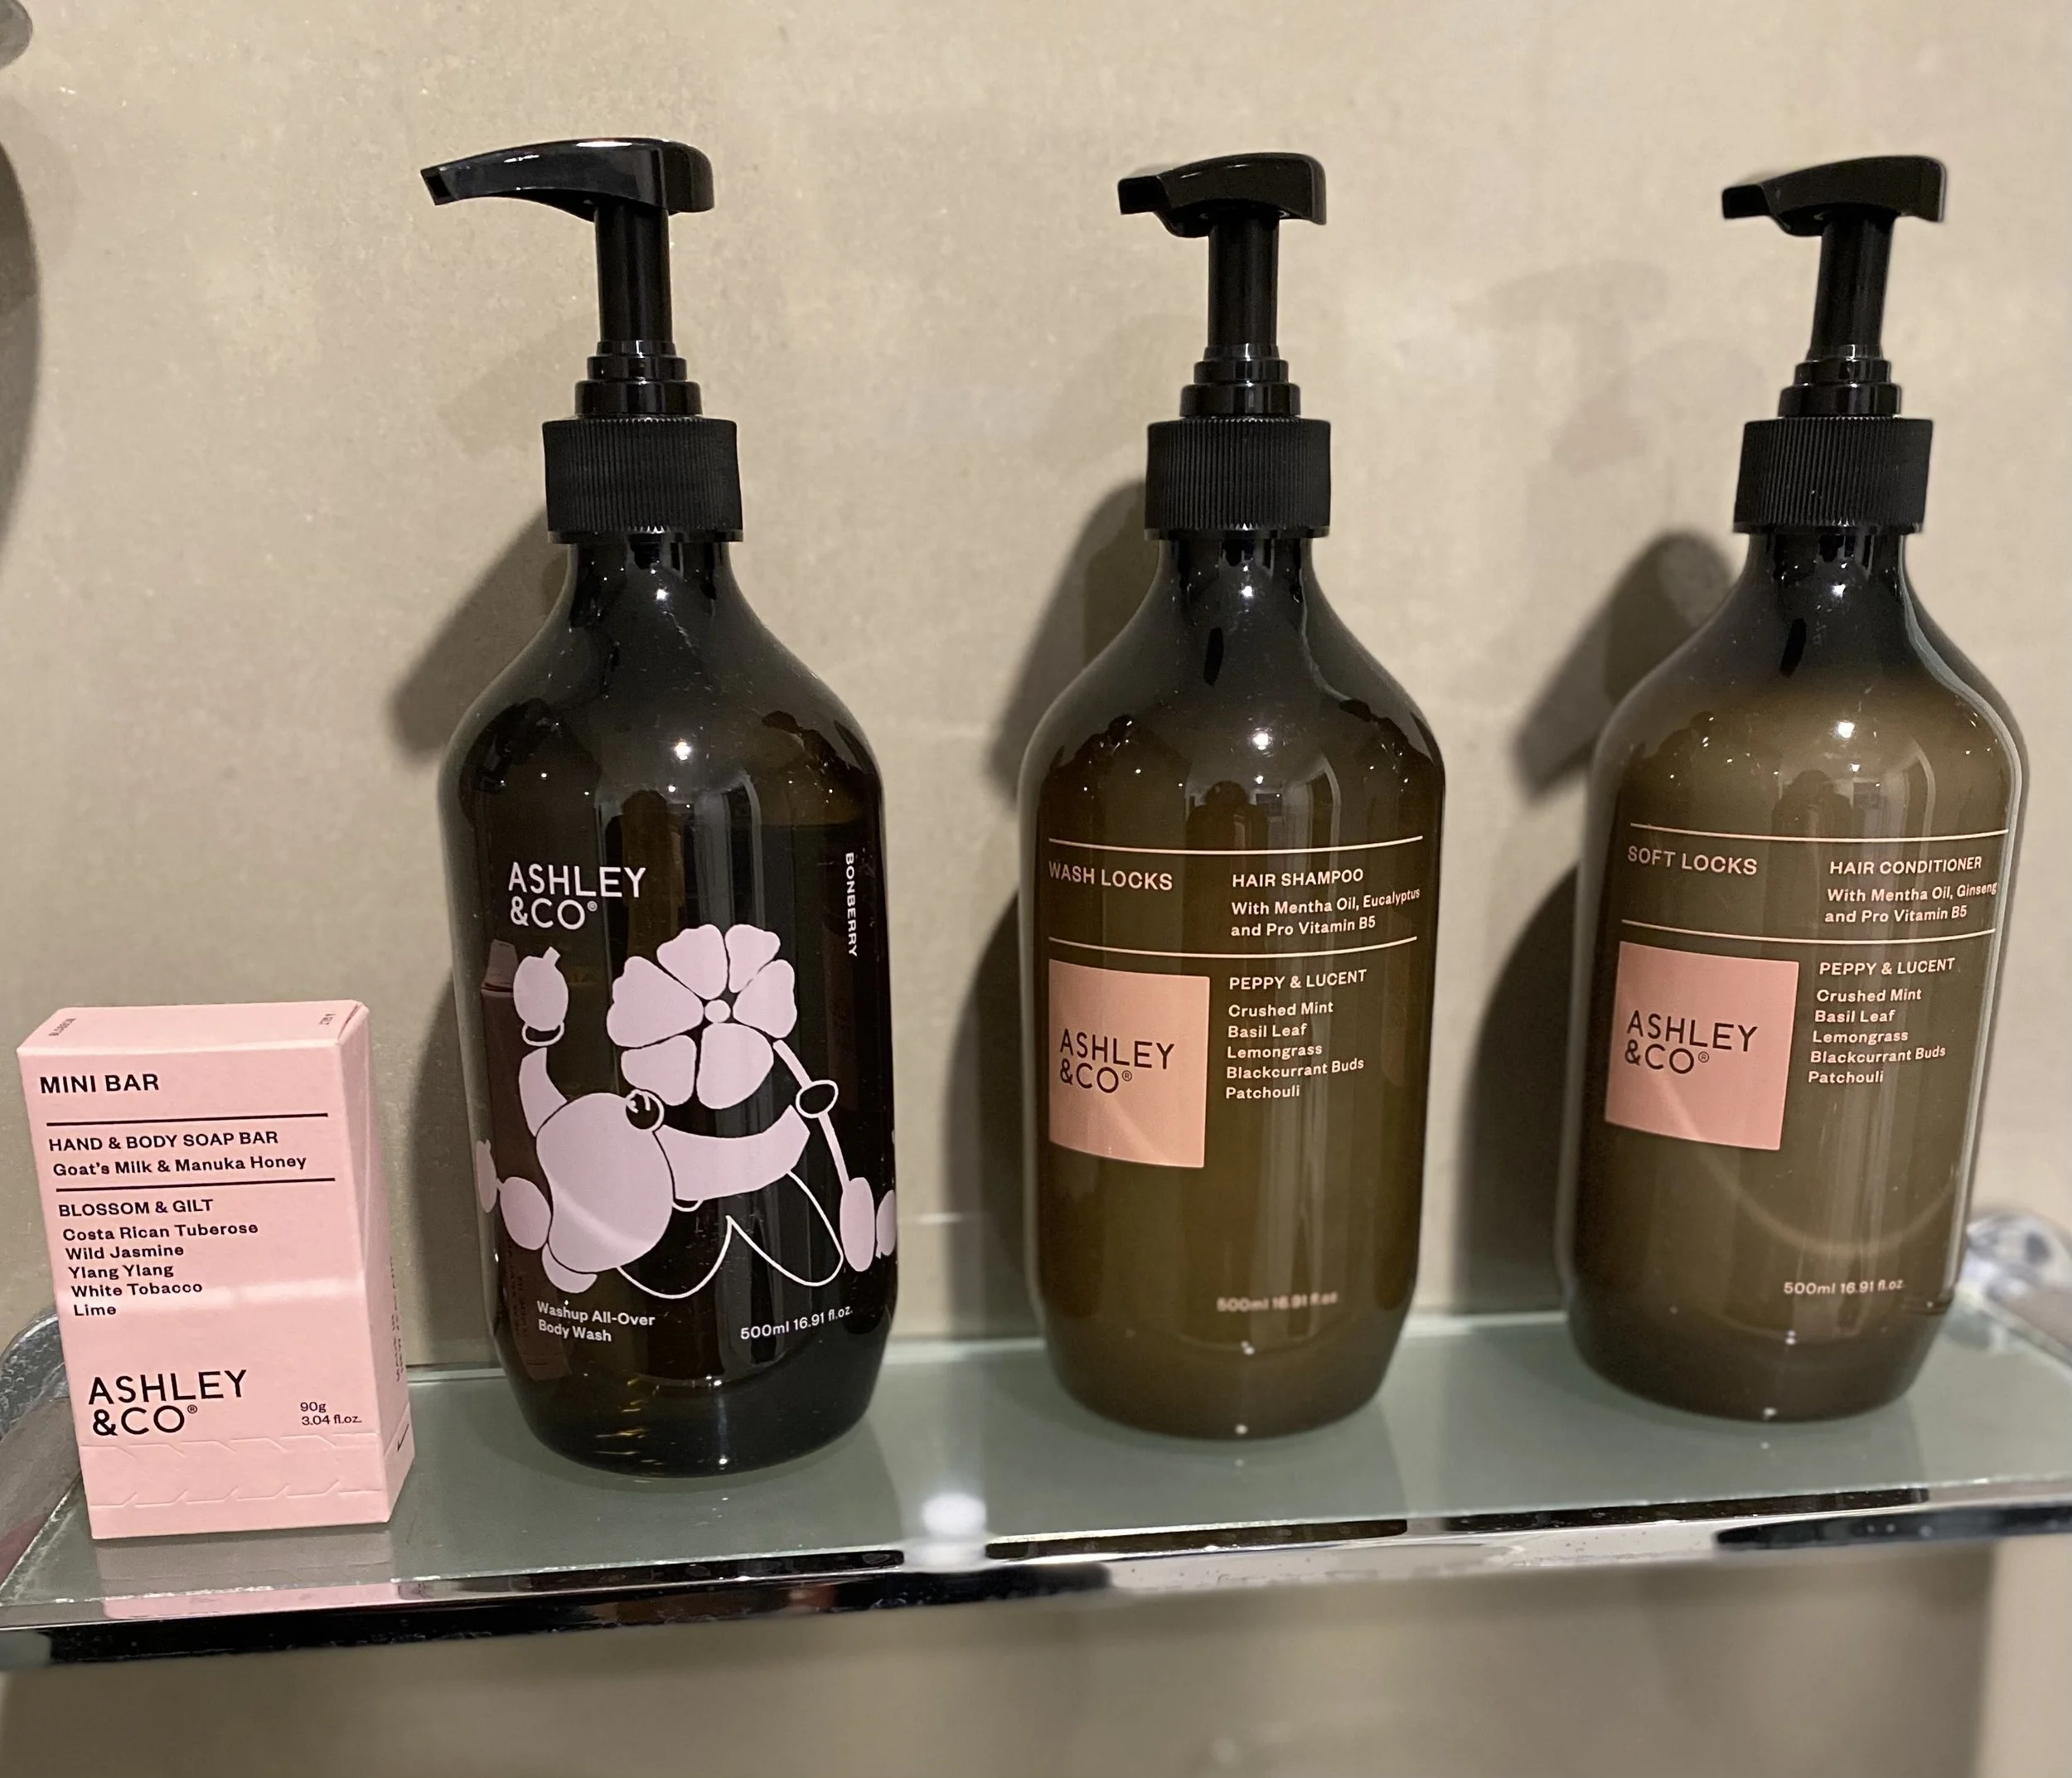 MINI BAR
HAND & BODY SOAP BAR
Goat's Milk & Manuka Honey
BLOSSOM & GILT
Costa Rican Tuberose
Wild Jasmine
Ylang Ylang
White Tobacco
Lime
ASHLEY
&CO®
90g
3.04 fl.oz.
ASHLEY
&CO®
BONBERRY
Washup All-Over
Body Wash
500ml 16.91 fl.oz.
WASH LOCKS
HAIR SHAMPOO
With Mentha Oil, Eucalyptus
and Pro Vitamin B5
ASHLEY
&CO®
PEPPY & LUCENT
Crushed Mint
Basil Leaf
Lemongrass
Blackcurrant Buds
Patchouli
500ml 16.91 fl.oz
SOFT LOCKS
HAIR CONDITIONER
With Mentha Oil, Ginseng
and Pro Vitamin B5
ASHLEY
&CO®
PEPPY & LUCENT
Crushed Mint
Basil Leaf
Lemongrass
Blackcurrant Buds
Patchouli
500ml 16.91 fl.oz